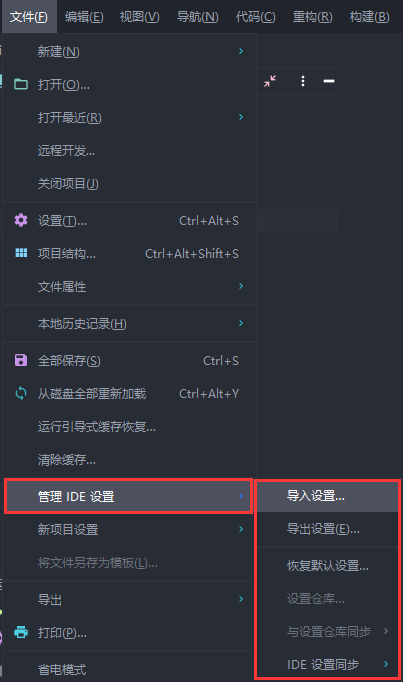 文件(F) 编辑(E) 视图(V) 导航(N) 代码(C) 重构(R) 构建(B)
新建(N)
打开(O)...
打开最近(R)
远程开发...
关闭项目(J)
设置(T)... Ctrl+Alt+S
项目结构... Ctrl+Alt+Shift+S
文件属性
本地历史记录(H)
全部保存(S) Ctrl+S
从磁盘全部重新加载 Ctrl+Alt+Y
运行引导式缓存恢复...
清除缓存...
管理 IDE 设置
导入设置...
新项目设置
导出设置(E)...
将文件另存为模板(L)...
恢复默认设置...
导出
设置仓库...
打印(P)...
与设置仓库同步
省电模式
IDE 设置同步